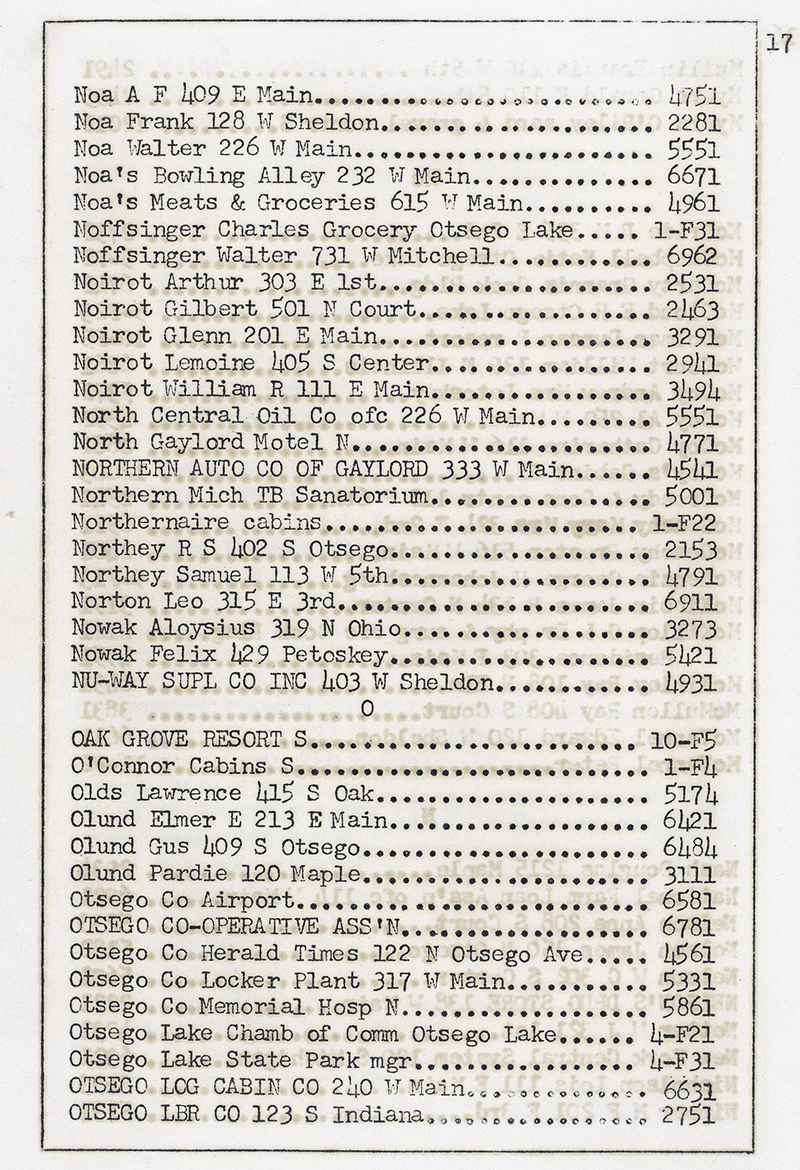 17
Noa A F 409 E Main........................ 4751
Noa Frank 128 W Sheldon.................... 2281
Noa Walter 226 W Main...................... 5551
Noa's Bowling Alley 232 W Main............. 6671
Noa's Meats & Groceries 615 W Main.......... 4961
Noffsinger Charles Grocery Otsego Lake..... 1-F31
Noffsinger Walter 731 W Mitchell............ 6962
Noirot Arthur 303 E 1st..................... 2531
Noirot Gilbert 501 N Court.................. 2463
Noirot Glenn 201 E Main..................... 3291
Noirot Lemoine 405 S Center................. 2941
Noirot William R 111 E Main................. 3494
North Central Oil Co ofc 226 W Main......... 5551
North Gaylord Motel N....................... 4771
NORTHERN AUTO CO OF GAYLORD 333 W Main...... 4541
Northern Mich TB Sanatorium................. 5001
Northernaire cabins........................ 1-F22
Northey R S 402 S Otsego.................... 2153
Northey Samuel 113 W 5th.................... 4791
Norton Leo 315 E 3rd........................ 6911
Nowak Aloysius 319 N Ohio................... 3273
Nowak Felix 429 Petoskey.................... 5421
NU-WAY SUPL CO INC 403 W Sheldon............ 4931
O
OAK GROVE RESORT S......................... 10-F5
O'Connor Cabins S........................... 1-F4
Olds Lawrence 415 S Oak..................... 5174
Olund Elmer E 213 E Main.................... 6421
Olund Gus 409 S Otsego...................... 6484
Olund Pardie 120 Maple...................... 3111
Otsego Co Airport........................... 6581
OTSEGO CO-OPERATIVE ASS'N................... 6781
Otsego Co Herald Times 122 N Otsego Ave..... 4561
Otsego Co Locker Plant 317 W Main........... 5331
Otsego Co Memorial Hosp N................... 5861
Otsego Lake Chamb of Comm Otsego Lake...... 4-F21
Otsego Lake State Park mgr................. 4-F31
OTSEGO LOG CABIN CO 240 W Main.............. 6631
OTSEGO LBR CO 123 S Indiana................. 2751